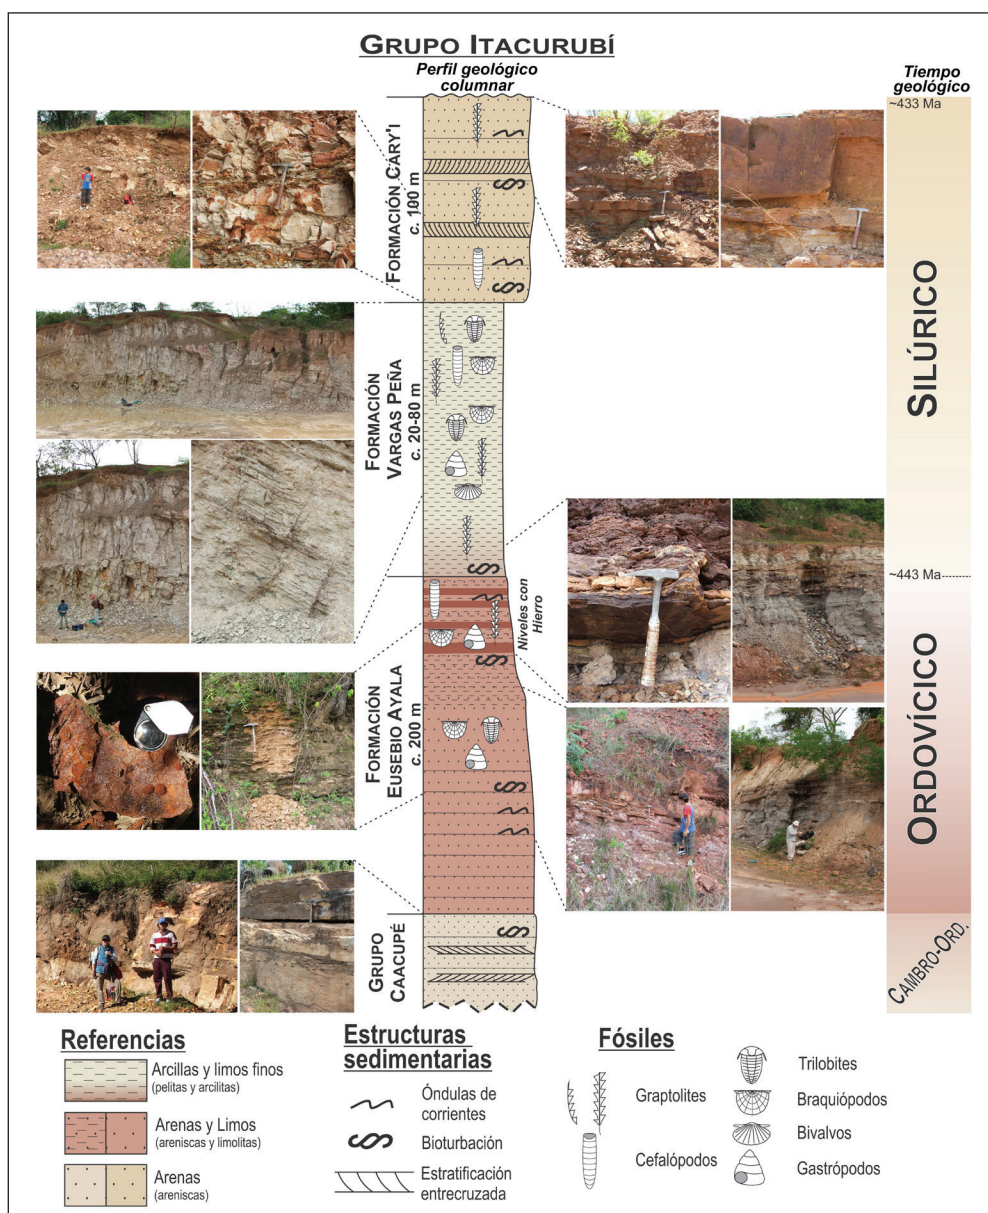 GRUPO ITACURUBÍ
Perfil geológico
columnar
Tiempo
geológico
~433 Ma
FORMACIÓN CARY'I
c. 100 m
FORMACIÓN
VARGAS PEÑA
c. 20-80 m
SILÚRICO
~443 Ma
Niveles con
Hierro
FORMACIÓN
EUSEBIO AYALA
c. 200 m
ORDOVÍCICO
GRUPO
CAACUPÉ
CAMBRO-ORD.
Referencias
Arcillas y limos finos
(pelitas y arcilitas)
Arenas y Limos
(areniscas y limolitas)
Arenas
(areniscas)
Estructuras
sedimentarias
Óndulas de
corrientes
Bioturbación
Estratificación
entrecruzada
Fósiles
Graptolites
Cefalópodos
Trilobites
Braquiópodos
Bivalvos
Gastrópodos